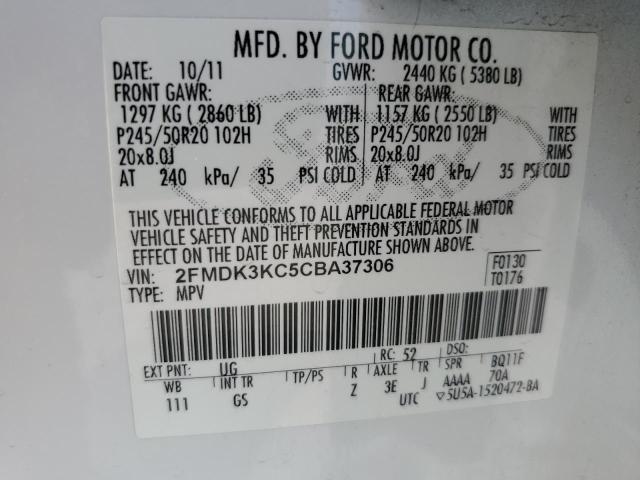 MFD. BY FORD MOTOR CO.
DATE: 10/11 GVWR: 2440 KG ( 5380 LB)
FRONT GAWR: REAR GAWR:
1297 KG ( 2860 LB) WITH 1157 KG ( 2550 LB) WITH
P245/50R20 102H TIRES P245/50R20 102H TIRES
20x8.0J RIMS 20x8.0J RIMS
AT 240 kPa/ 35 PSI COLD AT 240 kPa/ 35 PSI COLD
THIS VEHICLE CONFORMS TO ALL APPLICABLE FEDERAL MOTOR
VEHICLE SAFETY AND THEFT PREVENTION STANDARDS IN
EFFECT ON THE DATE OF MANUFACTURE SHOWN ABOVE.
VIN: 2FMDK3KC5CBA37306 F0130
TYPE: MPV T0176
EXT PNT: UG RC: 52 DSO:
WB INT TR TP/PS R AXLE TR SPR BQ11F
111 GS Z 3E J AAAA 70A
UTC ▽5U5A-1520472-BA
Ford